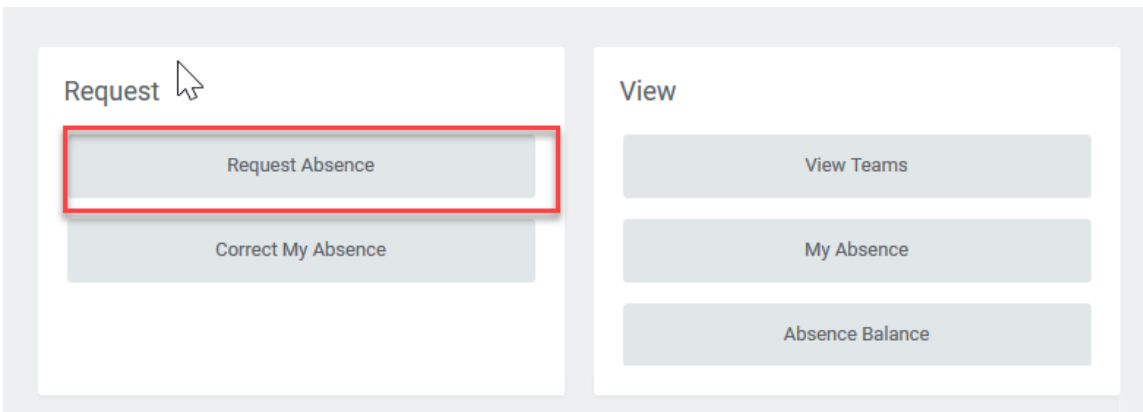 Request
Request Absence
Correct My Absence
View
View Teams
My Absence
Absence Balance